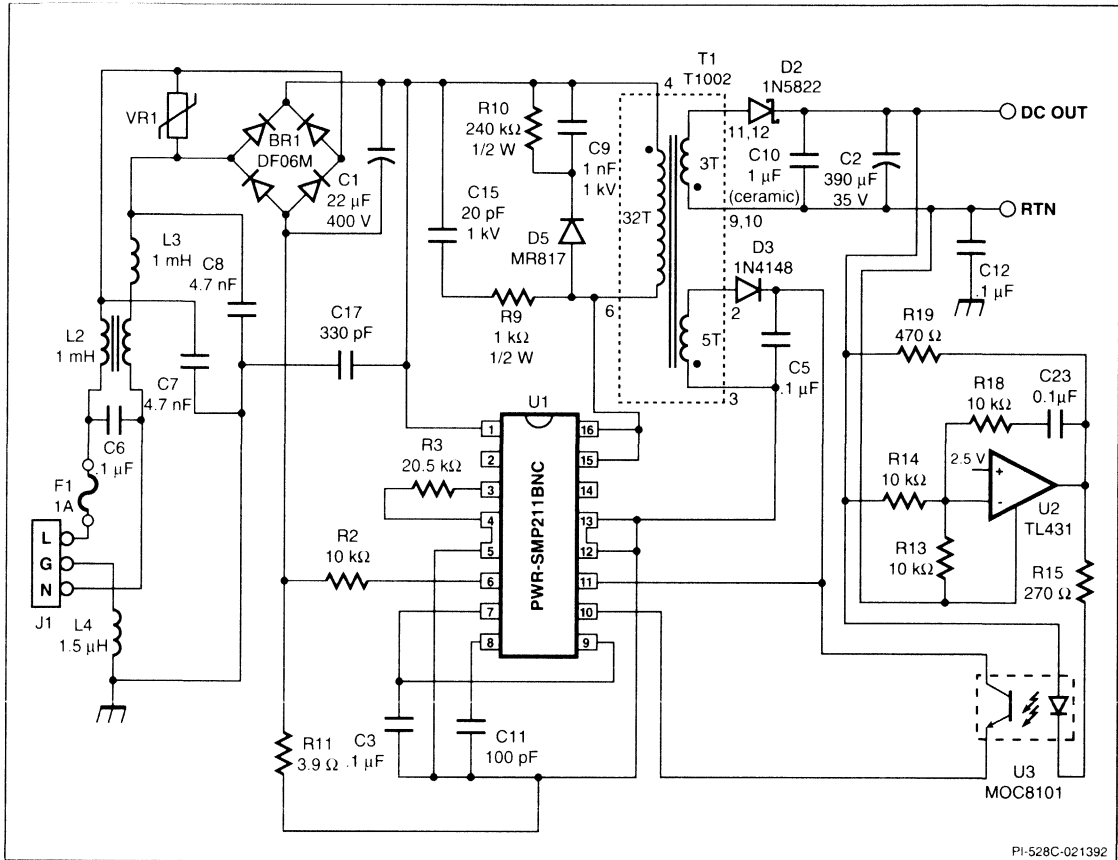 T1
T1002
4
D2
1N5822
11,12
DC OUT
VR1
BR1
DF06M
R10
240 kΩ
1/2 W
C9
1 nF
1 kV
C1
22 µF
400 V
C15
20 pF
1 kV
D5
MR817
32T
3T
C10
1 µF
(ceramic)
C2
390 µF
35 V
9,10
RTN
L3
1 mH
C8
4.7 nF
D3
1N4148
C12
.1 µF
R9
1 kΩ
1/2 W
6
2
5T
3
C5
.1 µF
R19
470 Ω
L2
1 mH
C17
330 pF
C7
4.7 nF
C6
.1 µF
R18
10 kΩ
C23
0.1µF
F1
1A
U1
PWR-SMP211BNC
1
2
3
4
5
6
7
8
16
15
14
13
12
11
10
9
R3
20.5 kΩ
R2
10 kΩ
2.5 V
+
-
U2
TL431
R14
10 kΩ
R13
10 kΩ
R15
270 Ω
L
G
N
J1
L4
1.5 µH
R11
3.9 Ω
C3
.1 µF
C11
100 pF
U3
MOC8101
PI-528C-021392